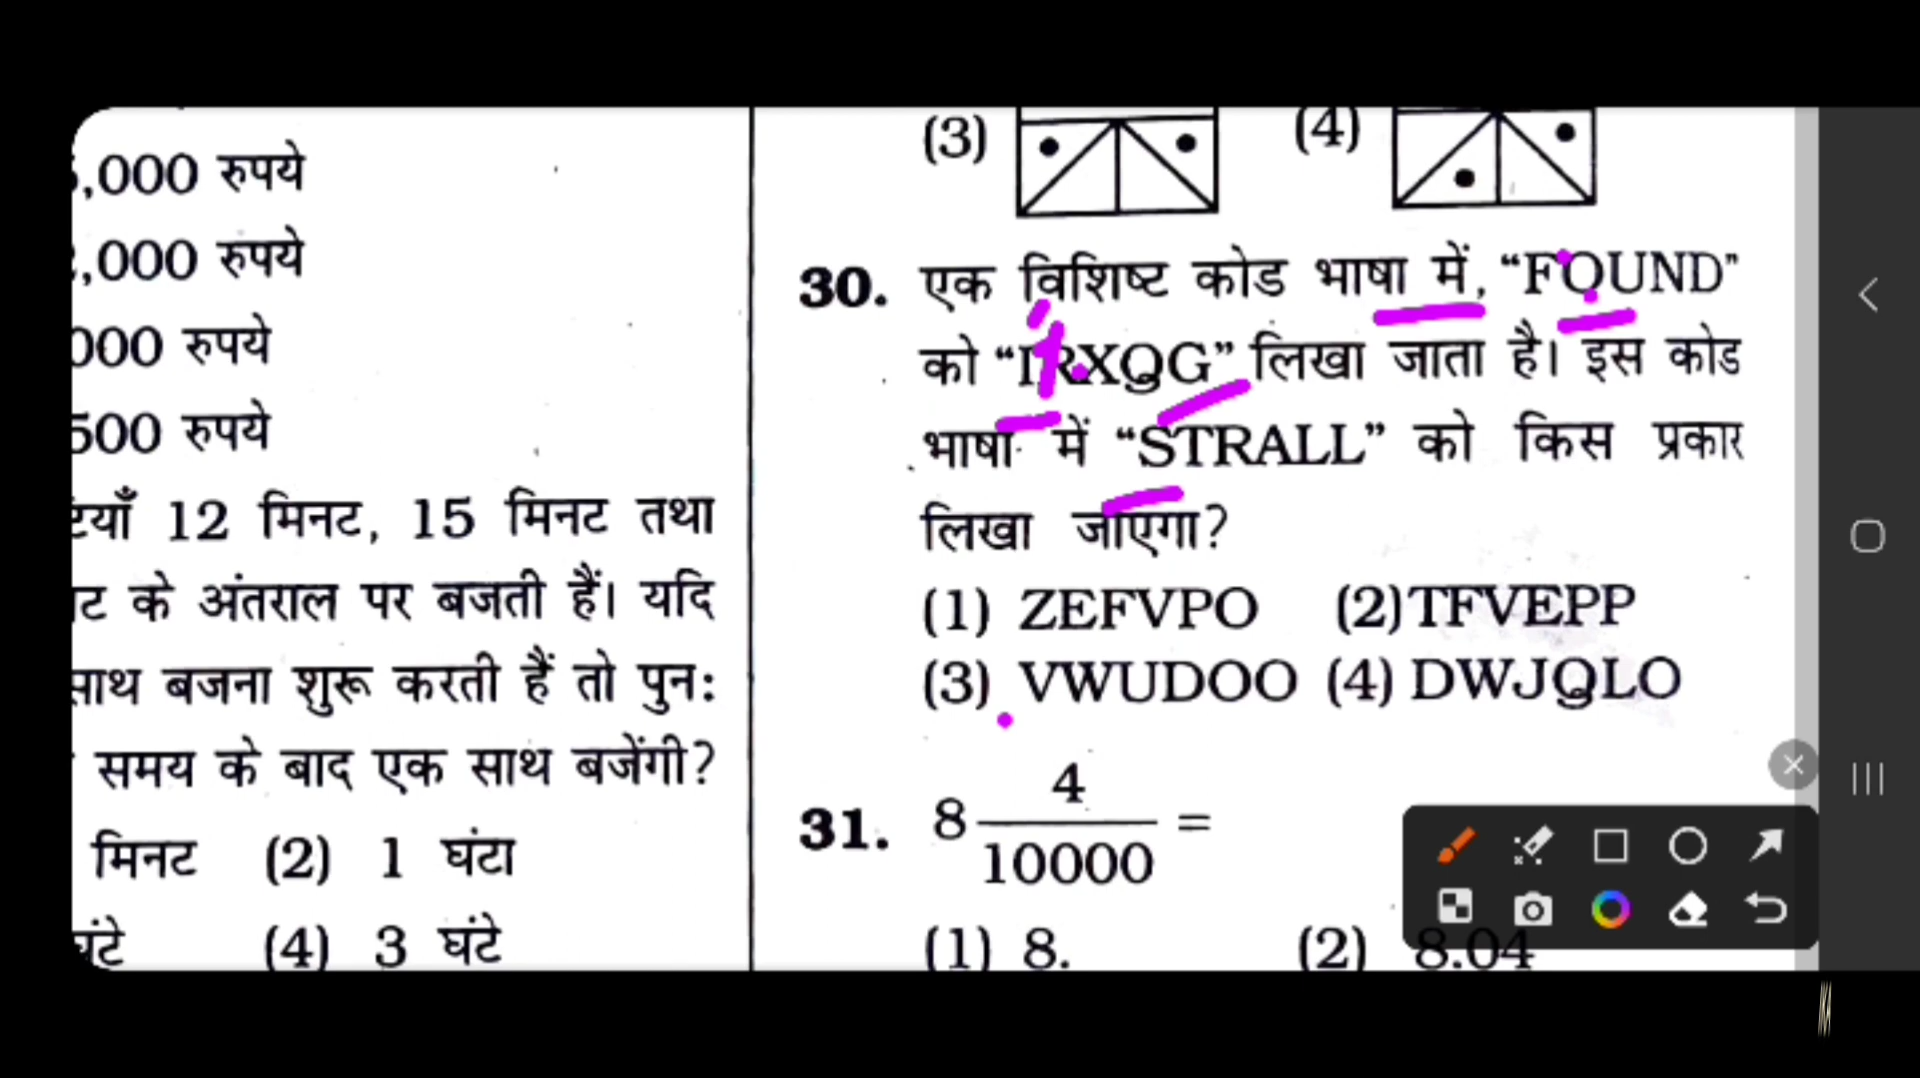 ,000 रुपये
,000 रुपये
000 रुपये
500 रुपये
12 मिनट, 15 मिनट तथा
के अंतराल पर बजती हैं। यदि
साथ बजना शुरू करती हैं तो पुन:
समय के बाद एक साथ बजेंगी?
मिनट (2) 1 घंटा
घंटे (4) 3 घंटे
(3) (4)
30. एक विशिष्ट कोड भाषा में, “FOUND”
को “IRXQG” लिखा जाता है। इस कोड
भाषा में “STRALL” को किस प्रकार
लिखा जाएगा?
(1) ZEFVPO (2) TFVEPP
(3) VWUDOO (4) DWJQLO
31. 8 4/10000 =
(1) 8. (2) 8.04